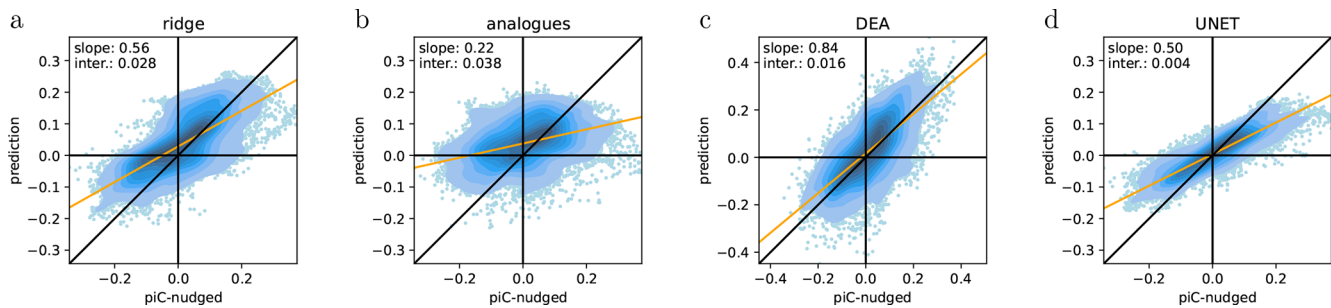 a
ridge
slope: 0.56
inter.: 0.028
0.3
0.2
0.1
0.0
−0.1
−0.2
−0.3
prediction
−0.2
0.0
0.2
piC-nudged
b
analogues
slope: 0.22
inter.: 0.038
0.3
0.2
0.1
0.0
−0.1
−0.2
−0.3
prediction
−0.2
0.0
0.2
piC-nudged
c
DEA
slope: 0.84
inter.: 0.016
0.4
0.2
0.0
−0.2
−0.4
prediction
−0.4
−0.2
0.0
0.2
0.4
piC-nudged
d
UNET
slope: 0.50
inter.: 0.004
0.3
0.2
0.1
0.0
−0.1
−0.2
−0.3
prediction
−0.2
0.0
0.2
piC-nudged